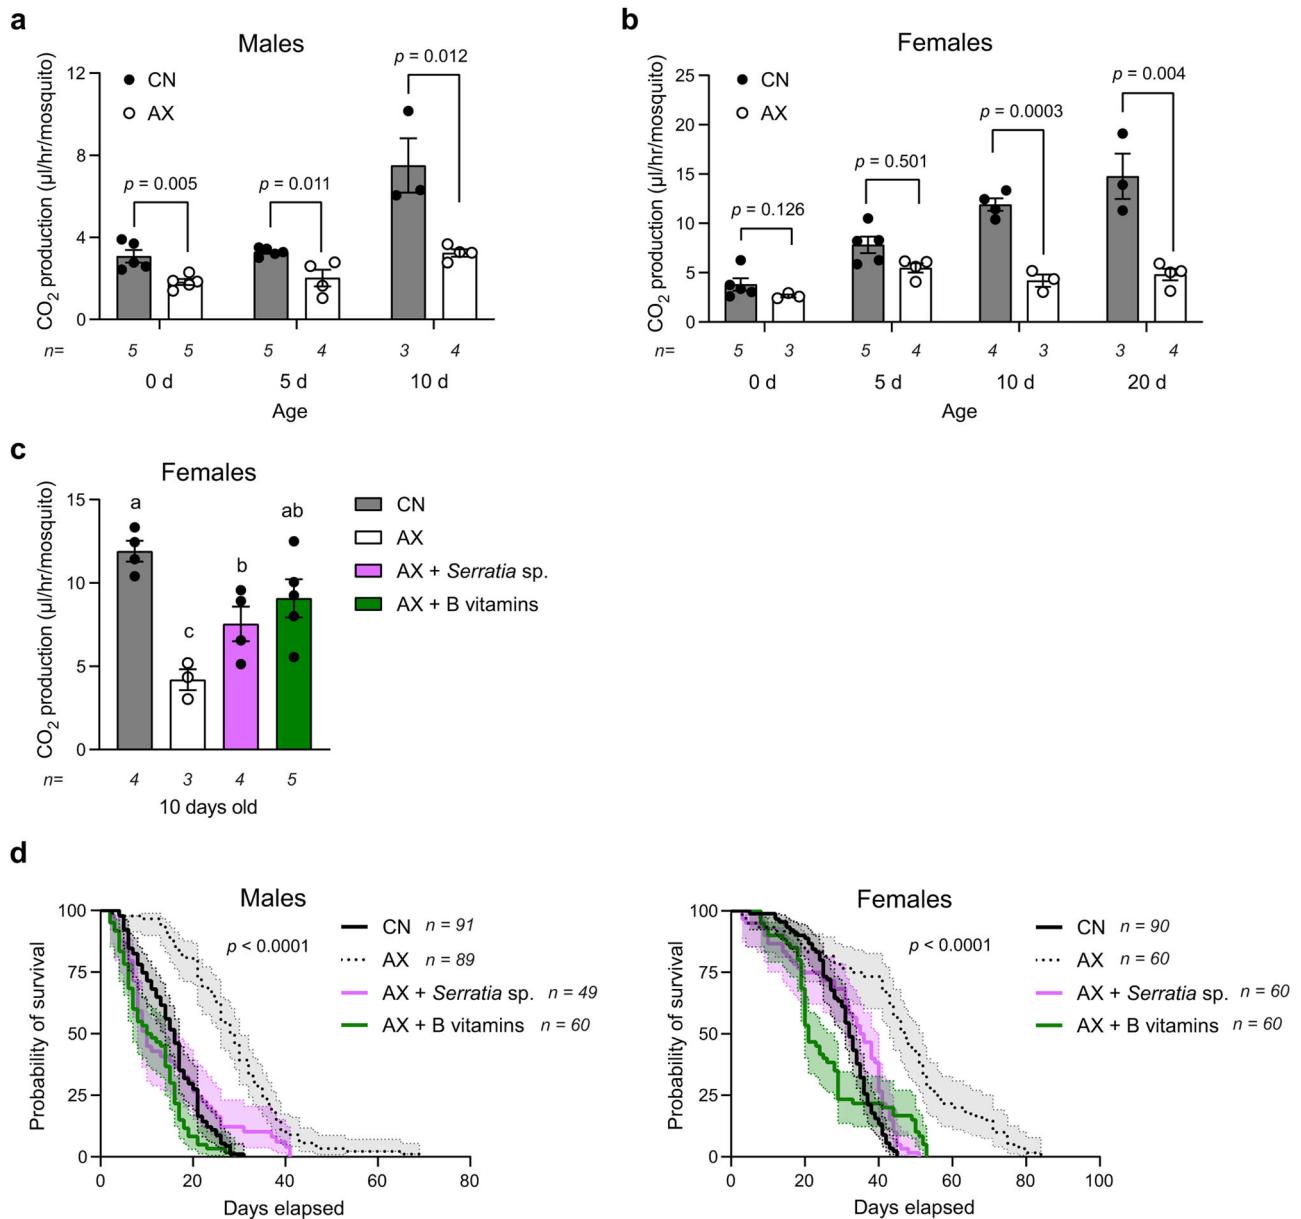 a
Males
CO2 production (µl/hr/mosquito)
12
8
4
0
CN
AX
p = 0.005
p = 0.011
p = 0.012
n=
5 5 5 4 3 4
0 d 5 d 10 d
Age
b
Females
CO2 production (µl/hr/mosquito)
25
20
15
10
5
0
CN
AX
p = 0.126
p = 0.501
p = 0.0003
p = 0.004
n=
5 3 5 4 4 3 3 4
0 d 5 d 10 d 20 d
Age
c
Females
CO2 production (µl/hr/mosquito)
15
10
5
0
a
c
b
ab
CN
AX
AX + Serratia sp.
AX + B vitamins
n=
4 3 4 5
10 days old
d
Males
Probability of survival
100
75
50
25
0
p < 0.0001
CN n = 91
AX n = 89
AX + Serratia sp. n = 49
AX + B vitamins n = 60
0 20 40 60 80
Days elapsed
Females
Probability of survival
100
75
50
25
0
p < 0.0001
CN n = 90
AX n = 60
AX + Serratia sp. n = 60
AX + B vitamins n = 60
0 20 40 60 80 100
Days elapsed